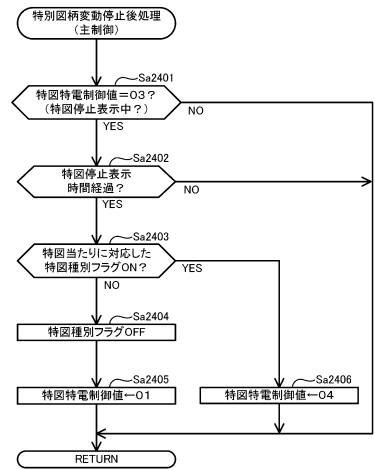 特別図柄変動停止後処理
(主制御)
Sa2401
特図特電制御値＝03？
(特図停止表示中？)
NO
YES
Sa2402
特図停止表示
時間経過？
NO
YES
Sa2403
特図当たりに対応した
特図種別フラグON？
YES
NO
Sa2404
特図種別フラグOFF
Sa2405
特図特電制御値←01
Sa2406
特図特電制御値←04
RETURN